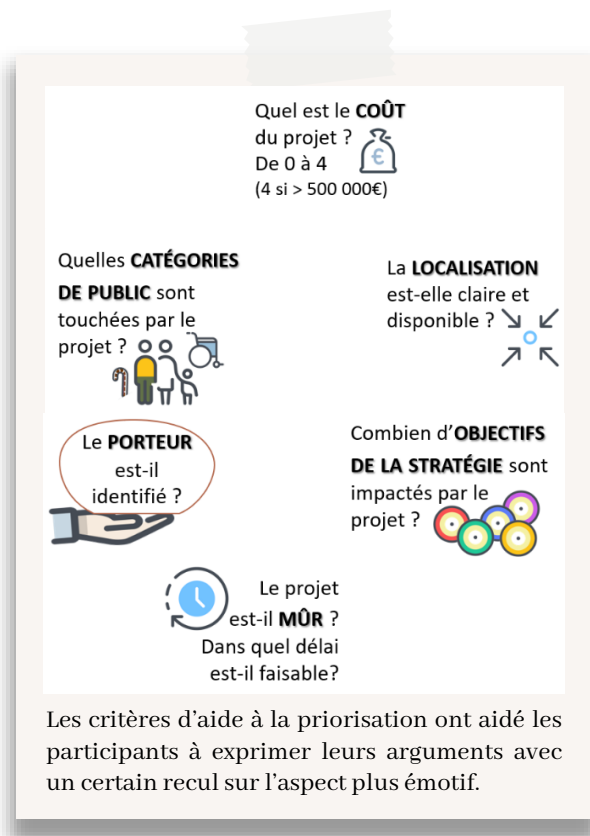 Quel est le COÛT
du projet ?
De 0 à 4
€
(4 si > 500 000€)
Quelles CATÉGORIES
DE PUBLIC sont
touchées par le
projet ?
La LOCALISATION
est-elle claire et
disponible ?
Le PORTEUR
est-il
identifié ?
Combien d'OBJECTIFS
DE LA STRATÉGIE sont
impactés par le
projet ?
Le projet
est-il MÛR ?
Dans quel délai
est-il faisable?
Les critères d'aide à la priorisation ont aidé les
participants à exprimer leurs arguments avec
un certain recul sur l'aspect plus émotif.